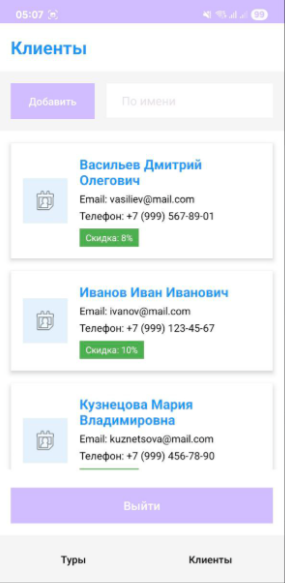 05:07
99
Клиенты
Добавить
По имени
Васильев Дмитрий
Олегович
Email: vasiliev@mail.com
Телефон: +7 (999) 567-89-01
Скидка: 8%
Иванов Иван Иванович
Email: ivanov@mail.com
Телефон: +7 (999) 123-45-67
Скидка: 10%
Кузнецова Мария
Владимировна
Email: kuznetsova@mail.com
Телефон: +7 (999) 456-78-90
Выйти
Туры
Клиенты